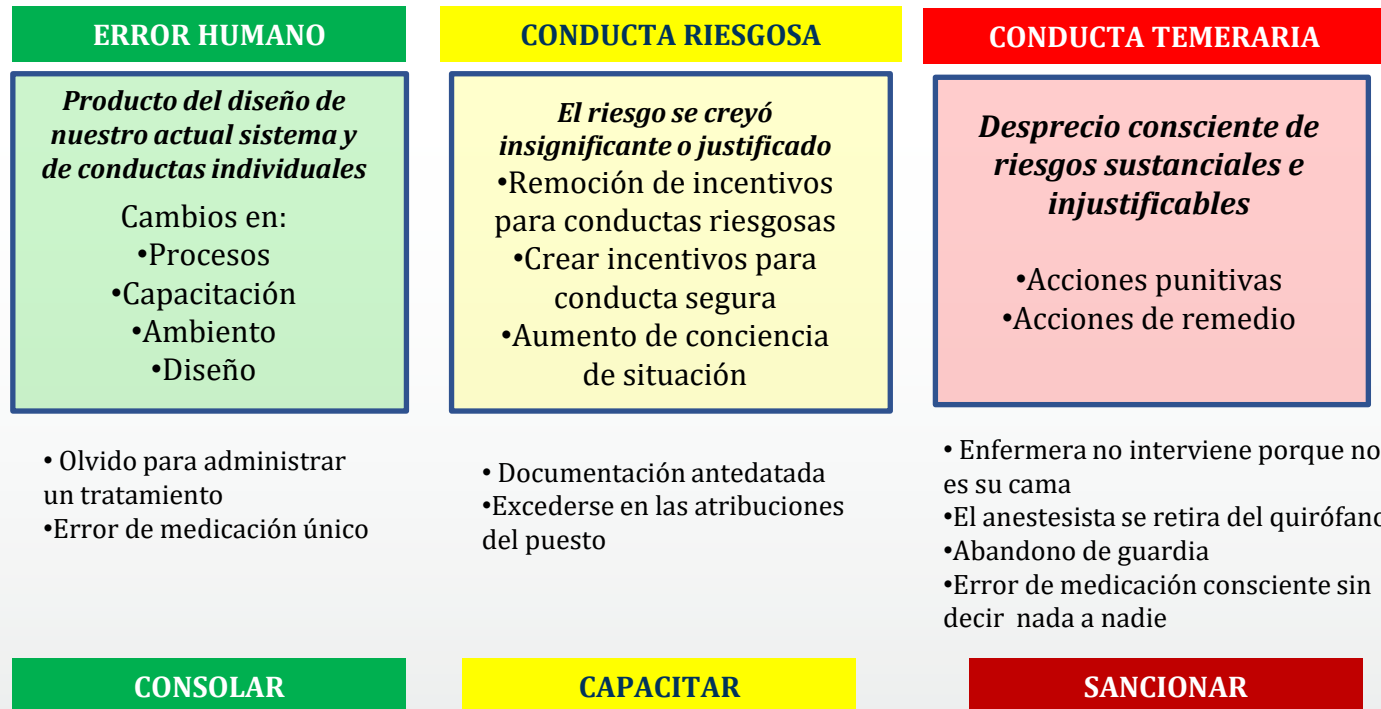 ERROR HUMANO
Producto del diseño de
nuestro actual sistema y
de conductas individuales
Cambios en:
•Procesos
•Capacitación
•Ambiento
•Diseño
• Olvido para administrar
un tratamiento
•Error de medicación único
CONSOLAR
CONDUCTA RIESGOSA
El riesgo se creyó
insignificante o justificado
•Remoción de incentivos
para conductas riesgosas
•Crear incentivos para
conducta segura
•Aumento de conciencia
de situación
• Documentación antedatada
•Excederse en las atribuciones
del puesto
CAPACITAR
CONDUCTA TEMERARIA
Desprecio consciente de
riesgos sustanciales e
injustificables
•Acciones punitivas
•Acciones de remedio
• Enfermera no interviene porque no
es su cama
•El anestesista se retira del quirófano
•Abandono de guardia
•Error de medicación consciente sin
decir nada a nadie
SANCIONAR